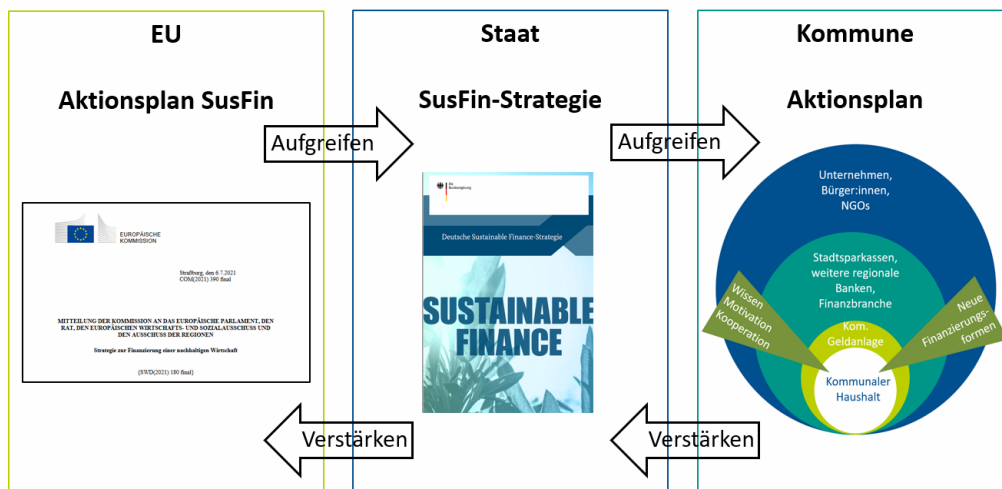 EU
Aktionsplan SusFin
Aufgreifen
EUROPÄISCHE
KOMMISSION
Straßburg, den 6.7.2021
COM(2021) 390 final
MITTEILUNG DER KOMMISSION AN DAS EUROPÄISCHE PARLAMENT, DEN
RAT, DEN EUROPÄISCHEN WIRTSCHAFTS- UND SOZIALAUSSCHUSS UND
DEN AUSSCHUSS DER REGIONEN
Strategie zur Finanzierung einer nachhaltigen Wirtschaft
{SWD(2021) 180 final}
Verstärken
Staat
SusFin-Strategie
Aufgreifen
Die
Bundesregierung
Deutsche Sustainable Finance-Strategie
SUSTAINABLE
FINANCE
Verstärken
Kommune
Aktionsplan
Unternehmen,
Bürger:innen,
NGOs
Stadtsparkassen,
weitere regionale
Banken,
Finanzbranche
Wissen
Motivation
Kooperation
Neue
Finanzierungs-
formen
Kom.
Geldanlage
Kommunaler
Haushalt